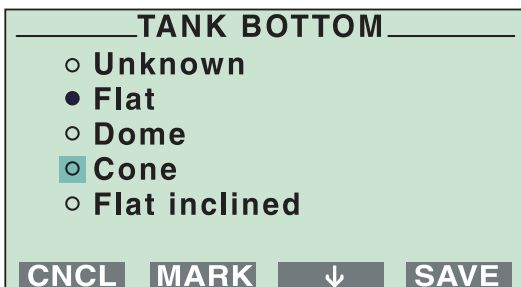 TANK BOTTOM
Unknown
Flat
Dome
Cone
Flat inclined
CNCL MARK ↓ SAVE